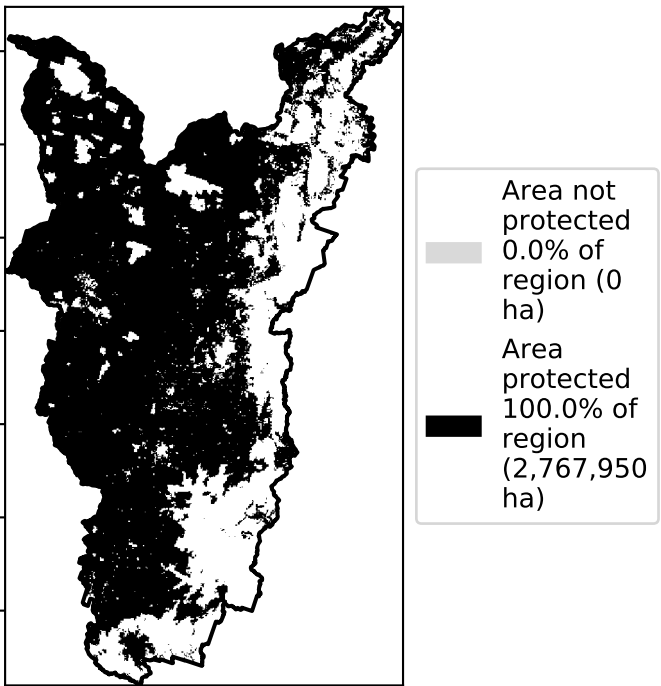 Area not
protected
0.0% of
region (0
ha)
Area
protected
100.0% of
region
(2,767,950
ha)